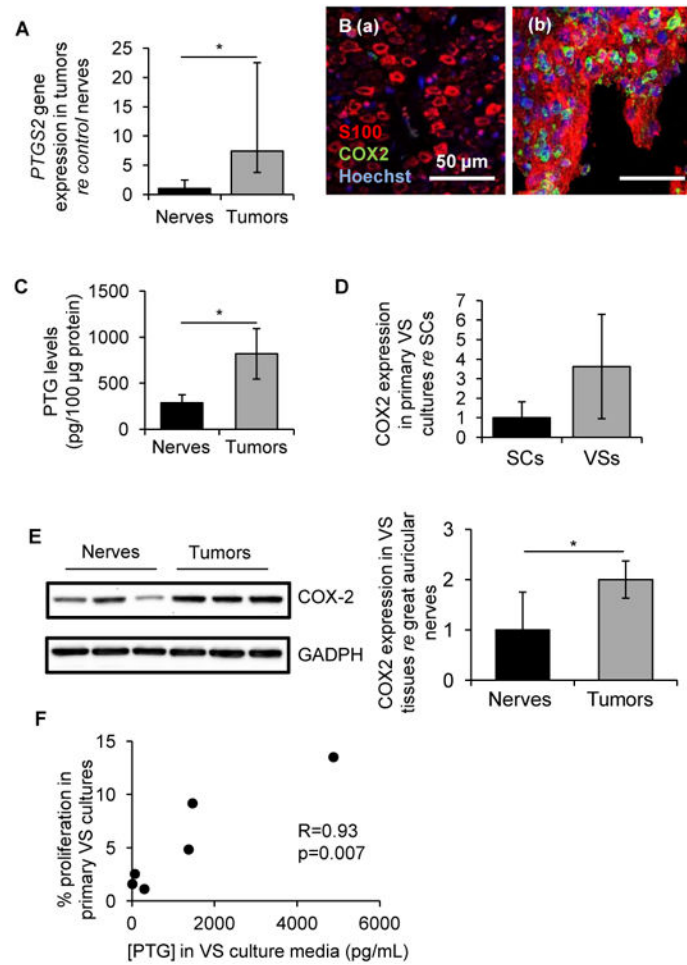 A
PTGS2 gene
expression in tumors
re control nerves
25
20
15
10
5
0
*
Nerves Tumors
B (a)
S100
COX2
Hoechst
50 µm
(b)
C
PTG levels
(pg/100 µg protein)
1500
1000
500
0
*
Nerves Tumors
D
COX2 expression
in primary VS
cultures re SCs
7
6
5
4
3
2
1
0
SCs VSs
E
Nerves Tumors
COX-2
GADPH
COX2 expression in VS
tissues re great auricular
nerves
3
2
1
0
*
Nerves Tumors
F
% proliferation in
primary VS cultures
15
10
5
0
R=0.93
p=0.007
0 2000 4000 6000
[PTG] in VS culture media (pg/mL)